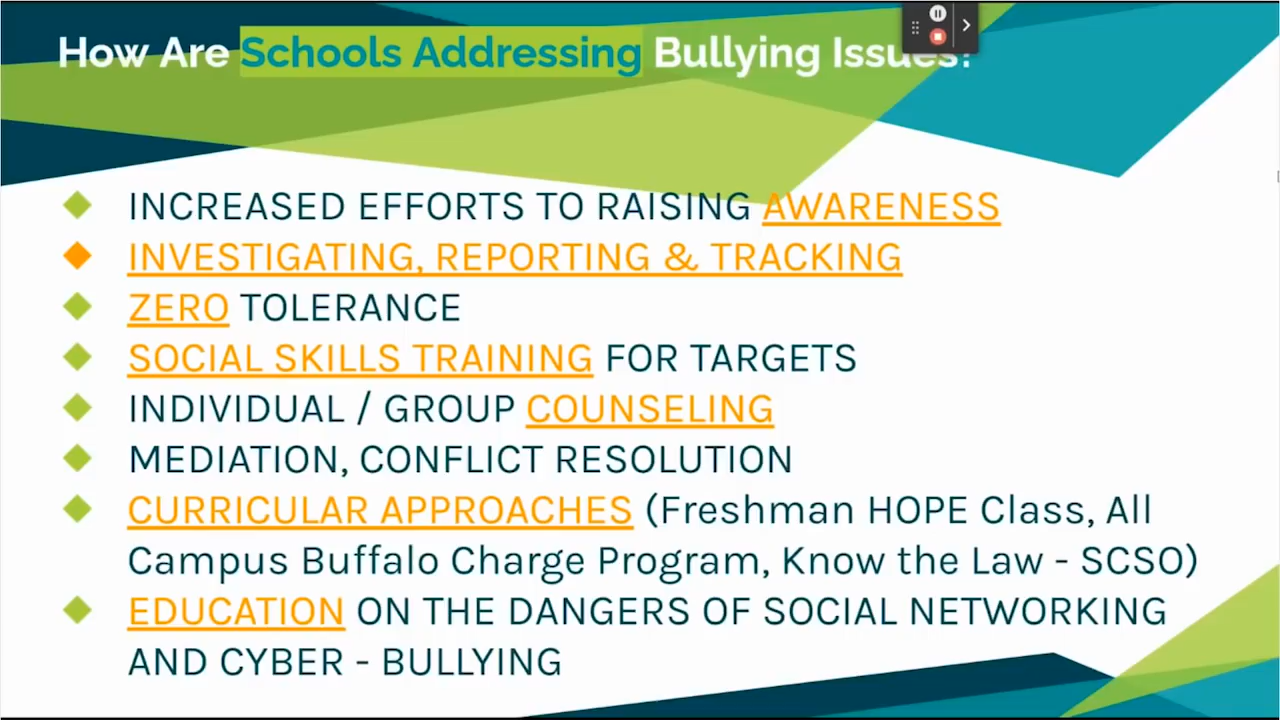 How Are Schools Addressing Bullying Issues?
INCREASED EFFORTS TO RAISING AWARENESS
INVESTIGATING, REPORTING & TRACKING
ZERO TOLERANCE
SOCIAL SKILLS TRAINING FOR TARGETS
INDIVIDUAL / GROUP COUNSELING
MEDIATION, CONFLICT RESOLUTION
CURRICULAR APPROACHES (Freshman HOPE Class, All
Campus Buffalo Charge Program, Know the Law - SCSO)
EDUCATION ON THE DANGERS OF SOCIAL NETWORKING
AND CYBER - BULLYING